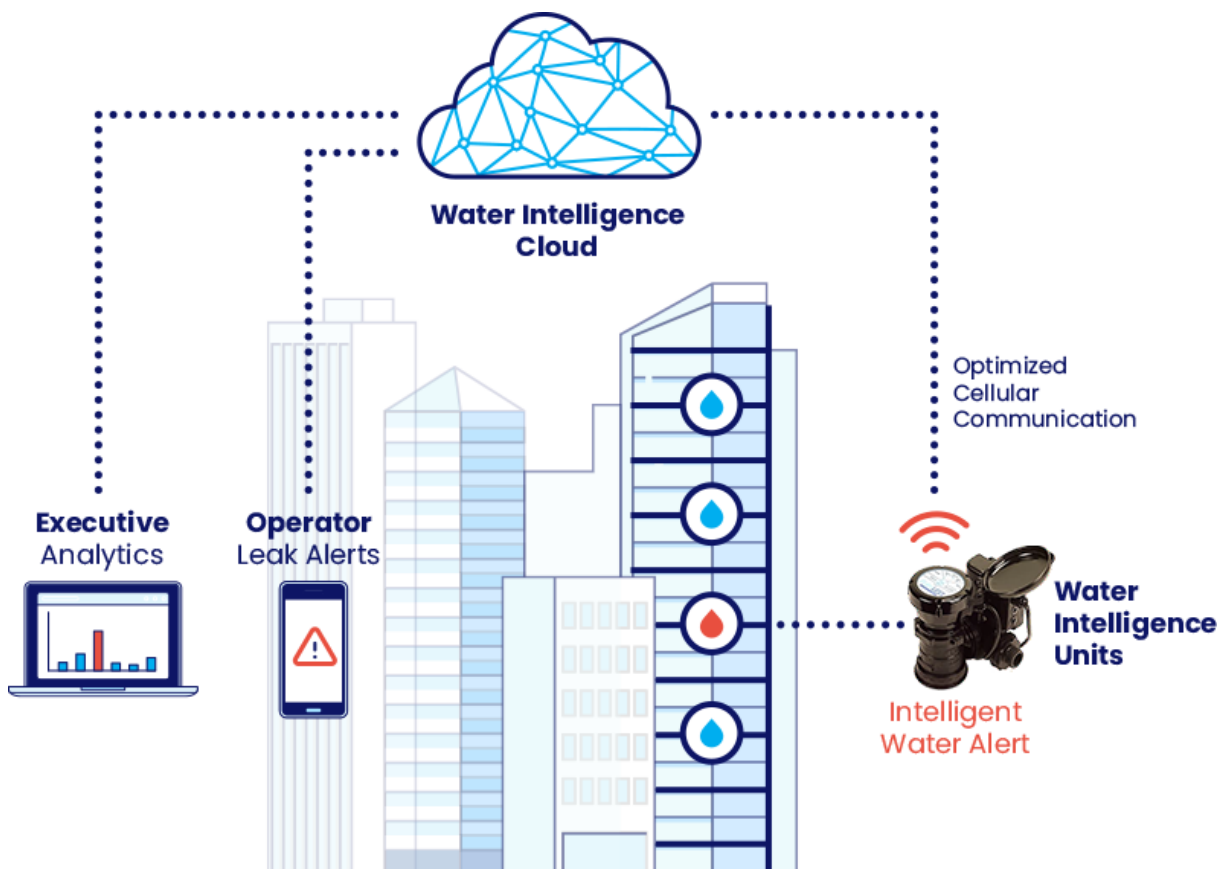 Water Intelligence
Cloud
Optimized
Cellular
Communication
Executive
Analytics
Operator
Leak Alerts
Water
Intelligence
Units
Intelligent
Water Alert